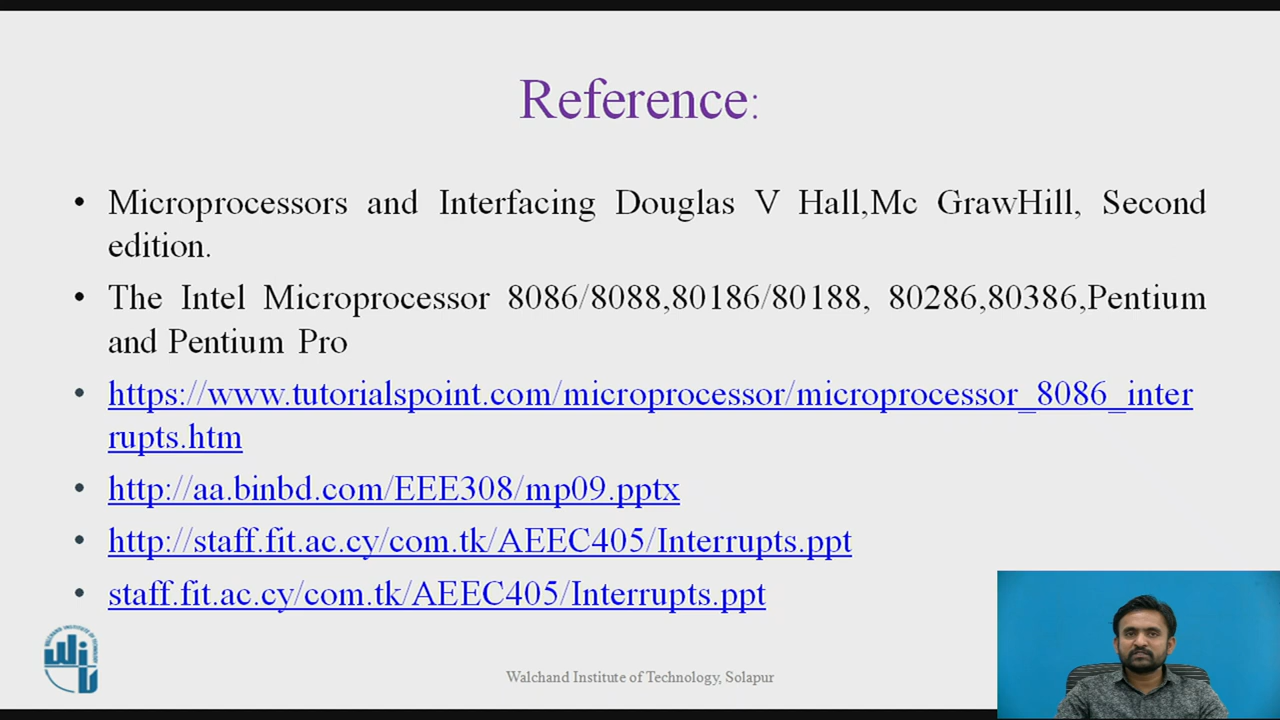 Reference:
• Microprocessors and Interfacing Douglas V Hall,Mc GrawHill, Second
edition.
• The Intel Microprocessor 8086/8088,80186/80188, 80286,80386,Pentium
and Pentium Pro
• https://www.tutorialspoint.com/microprocessor/microprocessor_8086_inter
rupts.htm
• http://aa.binbd.com/EEE308/mp09.pptx
• http://staff.fit.ac.cy/com.tk/AEEC405/Interrupts.ppt
• staff.fit.ac.cy/com.tk/AEEC405/Interrupts.ppt
Walchand Institute of Technology, Solapur